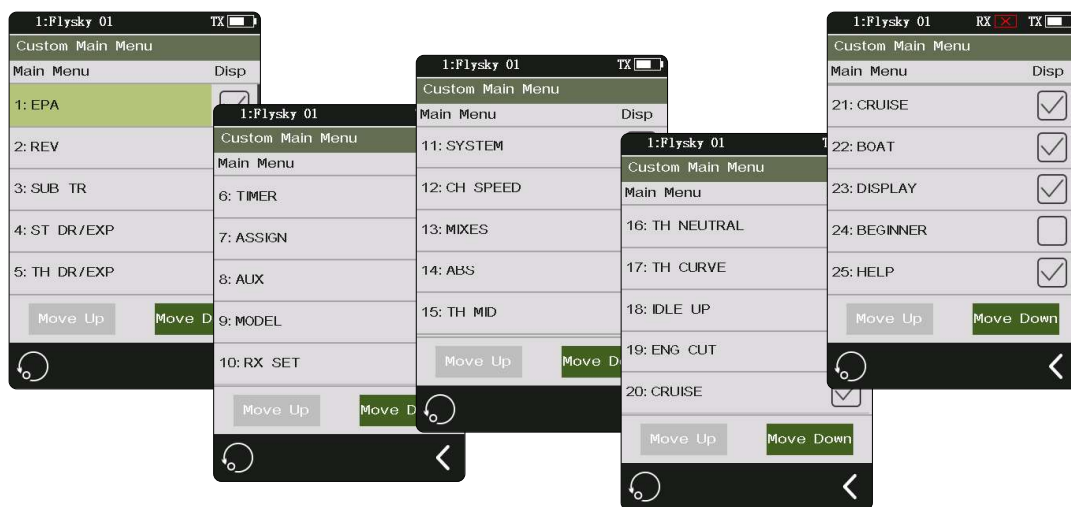 1:Flysky 01 TX
Custom Main Menu
Main Menu Disp
1: EPA
2: REV
3: SUB TR
4: ST DR/EXP
5: TH DR/EXP
Move Up Move D
1:Flysky 01
Custom Main Menu
Main Menu
6: TIMER
7: ASSIGN
8: AUX
9: MODEL
10: RX SET
Move Up Move D
1:Flysky 01 TX
Custom Main Menu
Main Menu Disp
11: SYSTEM
12: CH SPEED
13: MIXES
14: ABS
15: TH MID
Move Up Move D
1:Flysky 01
Custom Main Menu
Main Menu
16: TH NEUTRAL
17: TH CURVE
18: IDLE UP
19: ENG CUT
20: CRUISE
Move Up Move Down
1:Flysky 01 RX TX
Custom Main Menu
Main Menu Disp
21: CRUISE
22: BOAT
23: DISPLAY
24: BEGINNER
25: HELP
Move Up Move Down